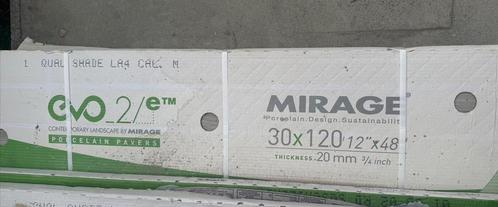 1 QUAL SHADE LA4 CAL. M
evo_2/e™
CONTEMPORARY LANDSCAPE BY MIRAGE
PORCELAIN PAVERS
MIRAGE®
Porcelain.Design.Sustainabilit
30x120/12"x48
THICKNESS: 20 mm 3/4 inch